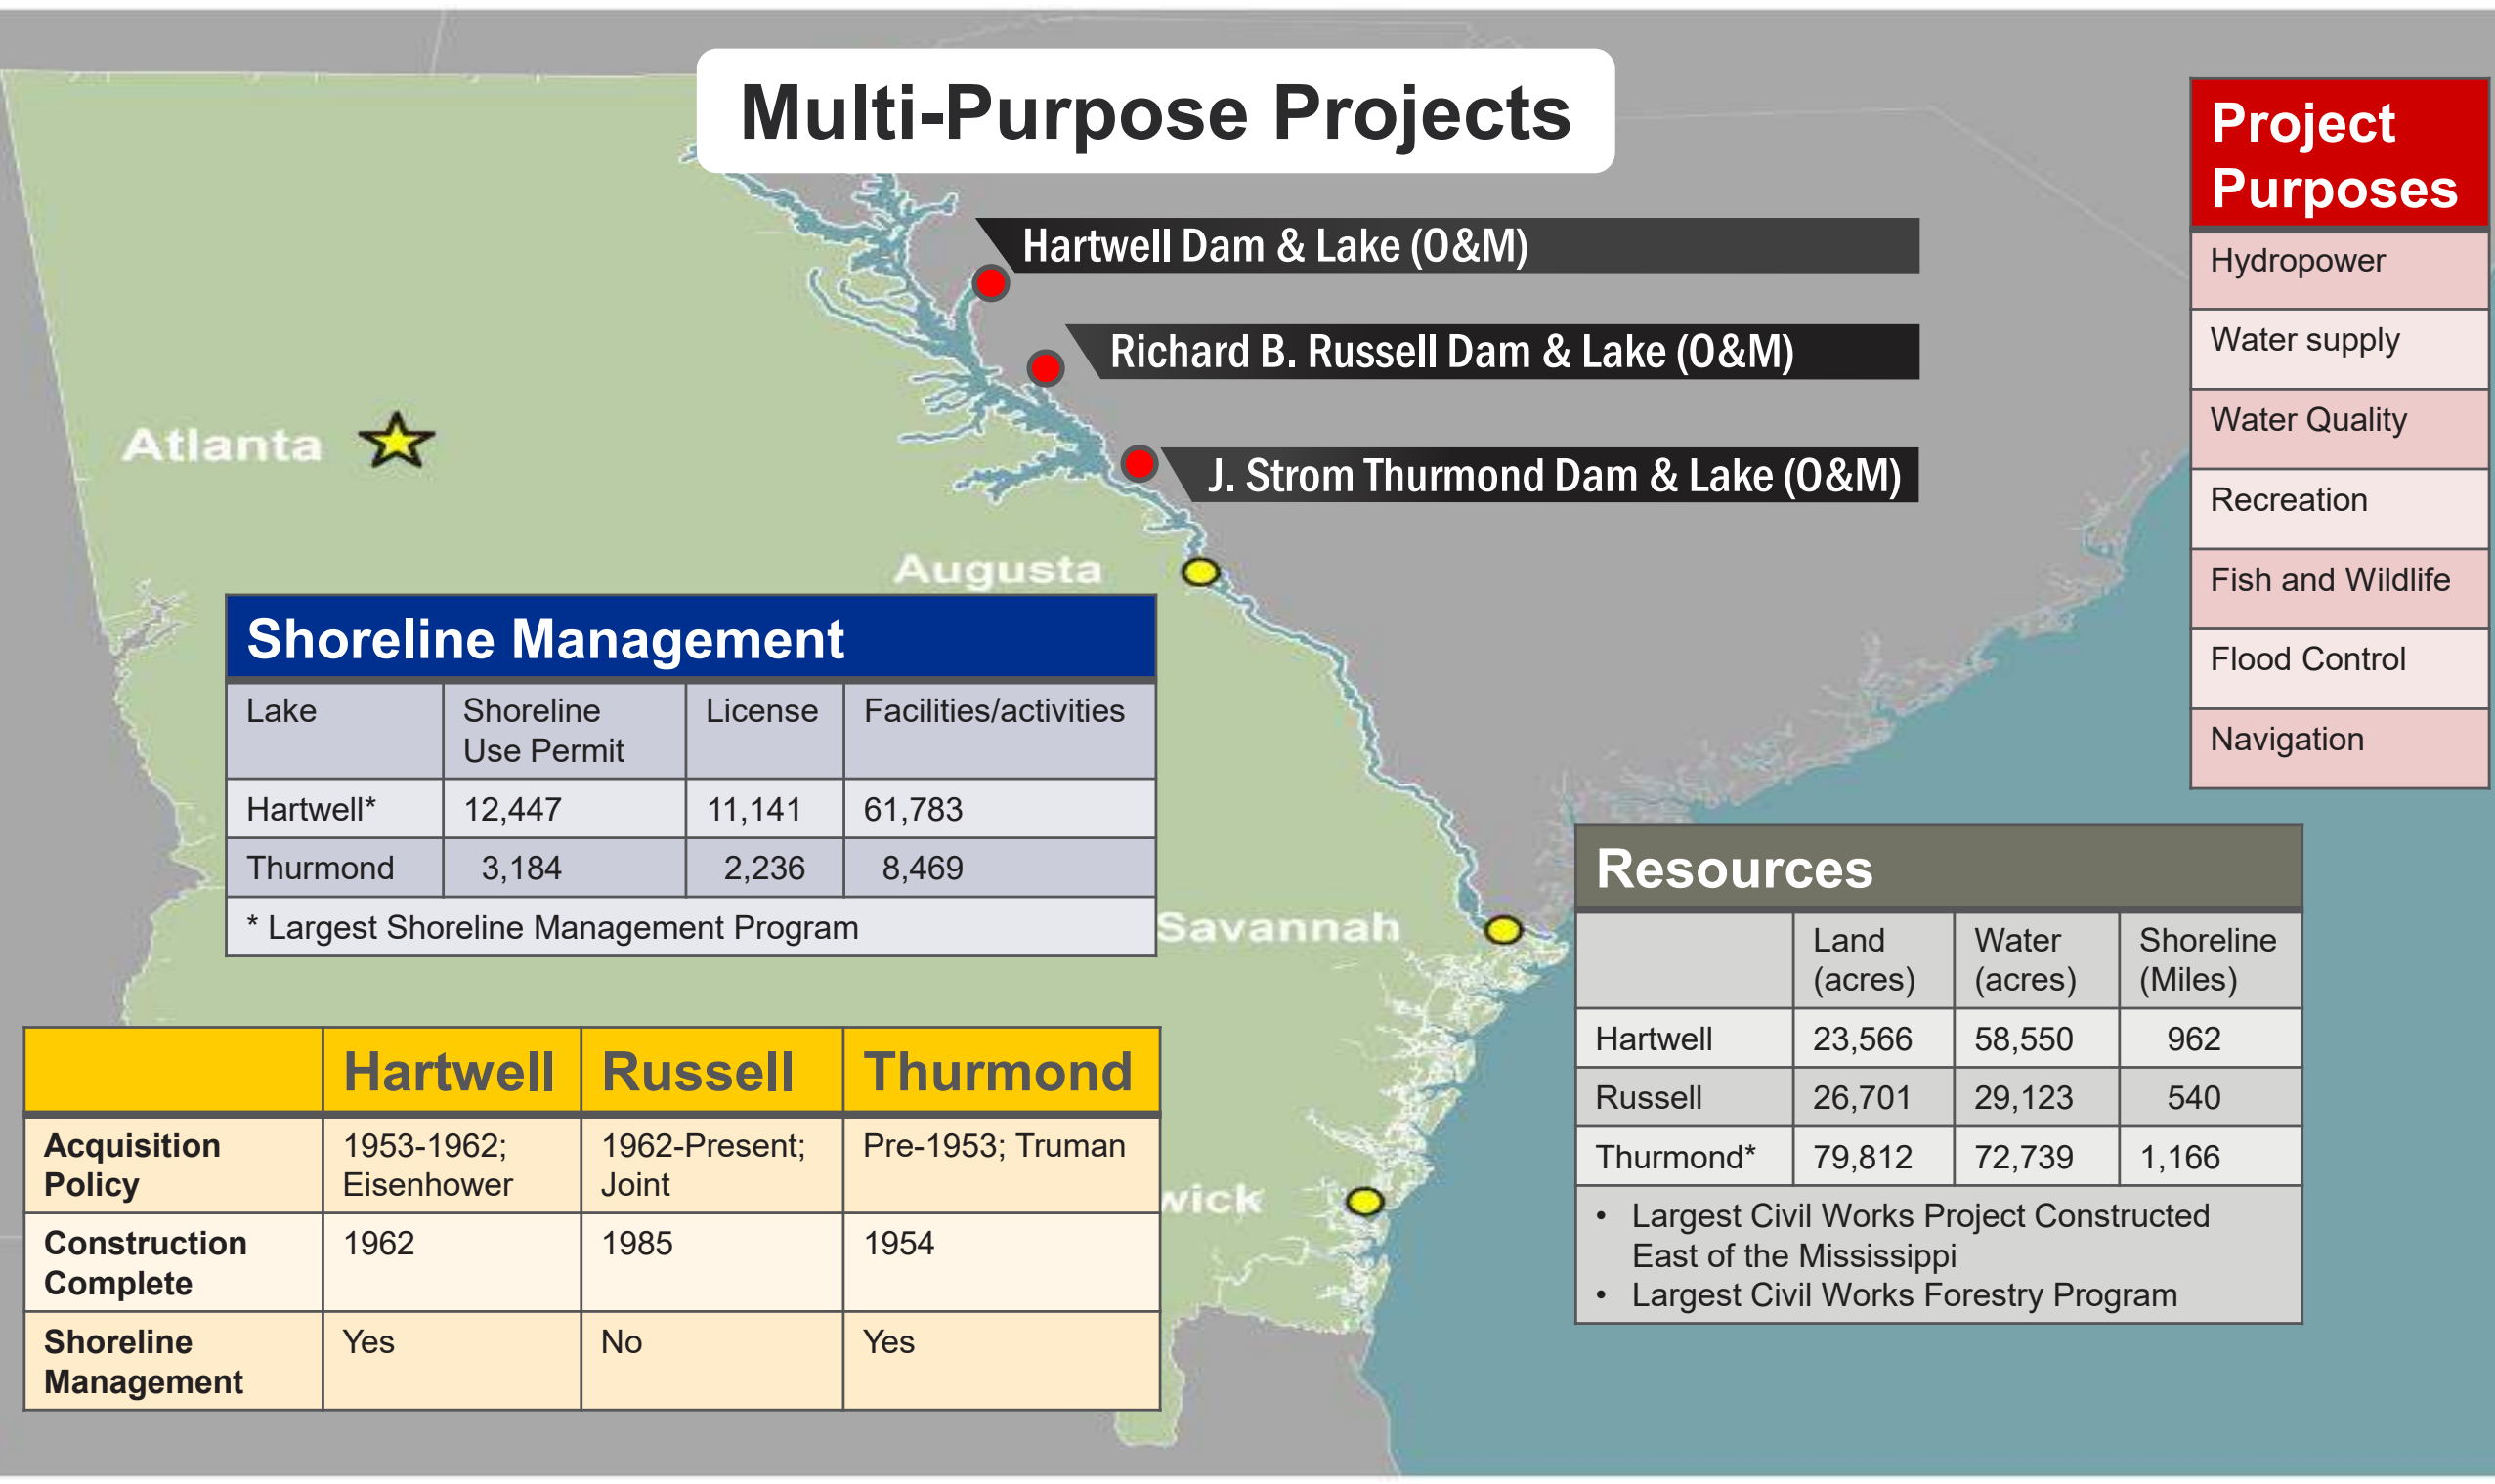 Multi-Purpose Projects
Project
Purposes
Hydropower
Water supply
Water Quality
Recreation
Fish and Wildlife
Flood Control
Navigation
Hartwell Dam & Lake (O&M)
Richard B. Russell Dam & Lake (O&M)
J. Strom Thurmond Dam & Lake (O&M)
Atlanta
Augusta
Shoreline Management
Lake Shoreline Use Permit License Facilities/activities
Hartwell* 12,447 11,141 61,783
Thurmond 3,184 2,236 8,469
* Largest Shoreline Management Program
Savannah
wick
Resources
Land (acres) Water (acres) Shoreline (Miles)
Hartwell 23,566 58,550 962
Russell 26,701 29,123 540
Thurmond* 79,812 72,739 1,166
• Largest Civil Works Project Constructed
East of the Mississippi
• Largest Civil Works Forestry Program
Hartwell Russell Thurmond
Acquisition Policy 1953-1962; Eisenhower 1962-Present; Joint Pre-1953; Truman
Construction Complete 1962 1985 1954
Shoreline Management Yes No Yes